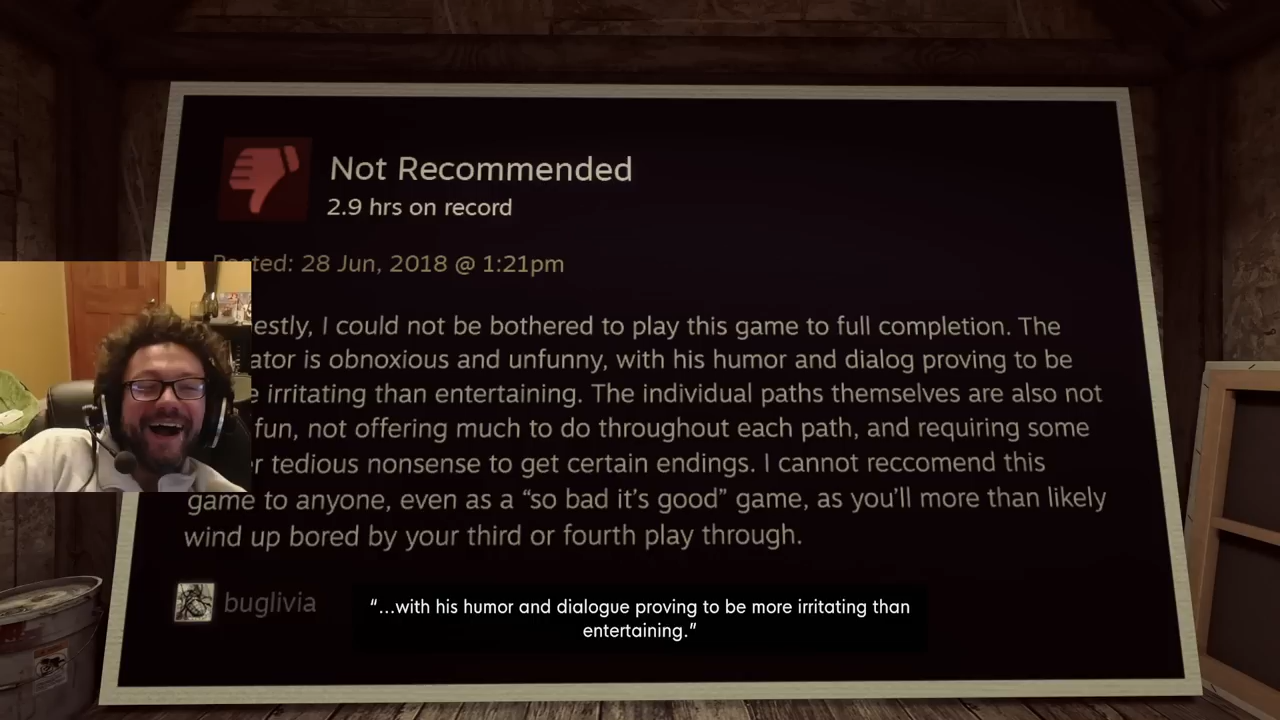 Not Recommended
2.9 hrs on record
Posted: 28 Jun, 2018 @ 1:21pm
estly, I could not be bothered to play this game to full completion. The
ator is obnoxious and unfunny, with his humor and dialog proving to be
e irritating than entertaining. The individual paths themselves are also not
fun, not offering much to do throughout each path, and requiring some
r tedious nonsense to get certain endings. I cannot reccomend this
game to anyone, even as a “so bad it’s good” game, as you’ll more than likely
wind up bored by your third or fourth play through.
buglivia
“...with his humor and dialogue proving to be more irritating than
entertaining.”